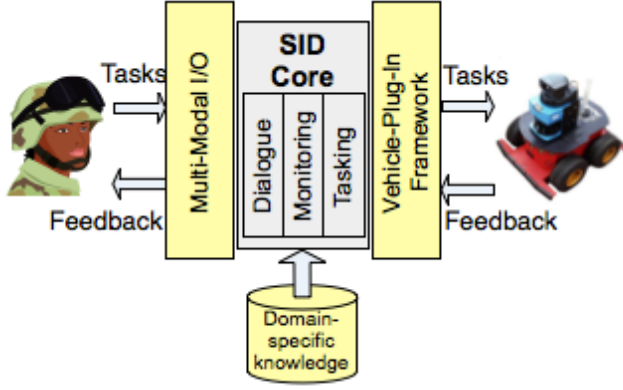 Tasks
Feedback
Multi-Modal I/O
SID
Core
Dialogue
Monitoring
Tasking
Vehicle-Plug-In
Framework
Tasks
Feedback
Domain-
specific
knowledge